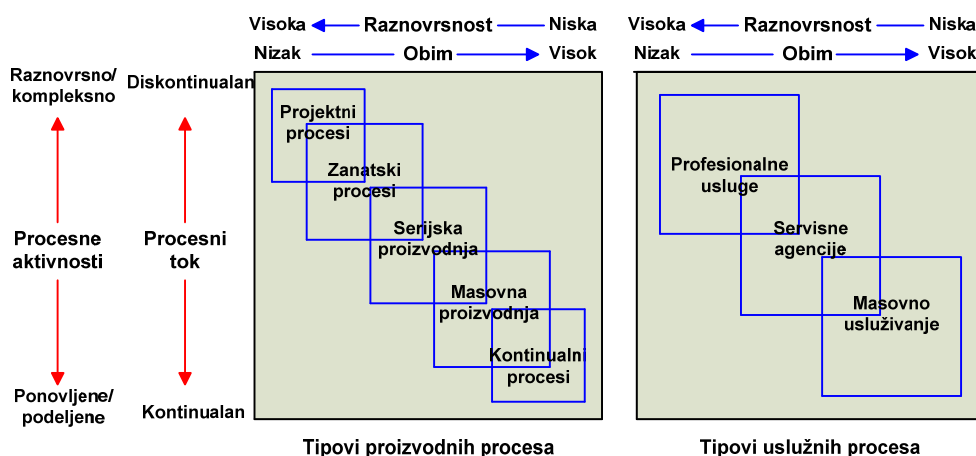 Visoka Raznovrsnost Niska
Nizak Obim Visok
Visoka Raznovrsnost Niska
Nizak Obim Visok
Raznovrsno/
kompleksno
Diskontinualan
Procesne
aktivnosti
Procesni
tok
Ponovljene/
podeljene
Kontinualan
Projektni
procesi
Zanatski
procesi
Serijska
proizvodnja
Masovna
proizvodnja
Kontinualni
procesi
Tipovi proizvodnih procesa
Profesionalne
usluge
Servisne
agencije
Masovno
usluživanje
Tipovi uslužnih procesa